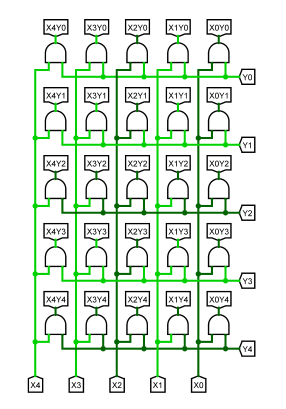 X4Y0 X3Y0 X2Y0 X1Y0 X0Y0
Y0
X4Y1 X3Y1 X2Y1 X1Y1 X0Y1
Y1
X4Y2 X3Y2 X2Y2 X1Y2 X0Y2
Y2
X4Y3 X3Y3 X2Y3 X1Y3 X0Y3
Y3
X4Y4 X3Y4 X2Y4 X1Y4 X0Y4
Y4
X4 X3 X2 X1 X0